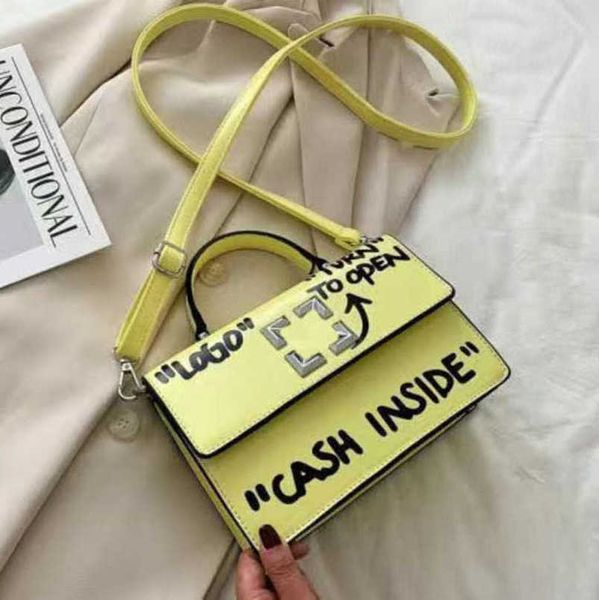 UNCONDITIONAL
"TURN"
TO OPEN
"LOGO"
"CASH INSIDE"